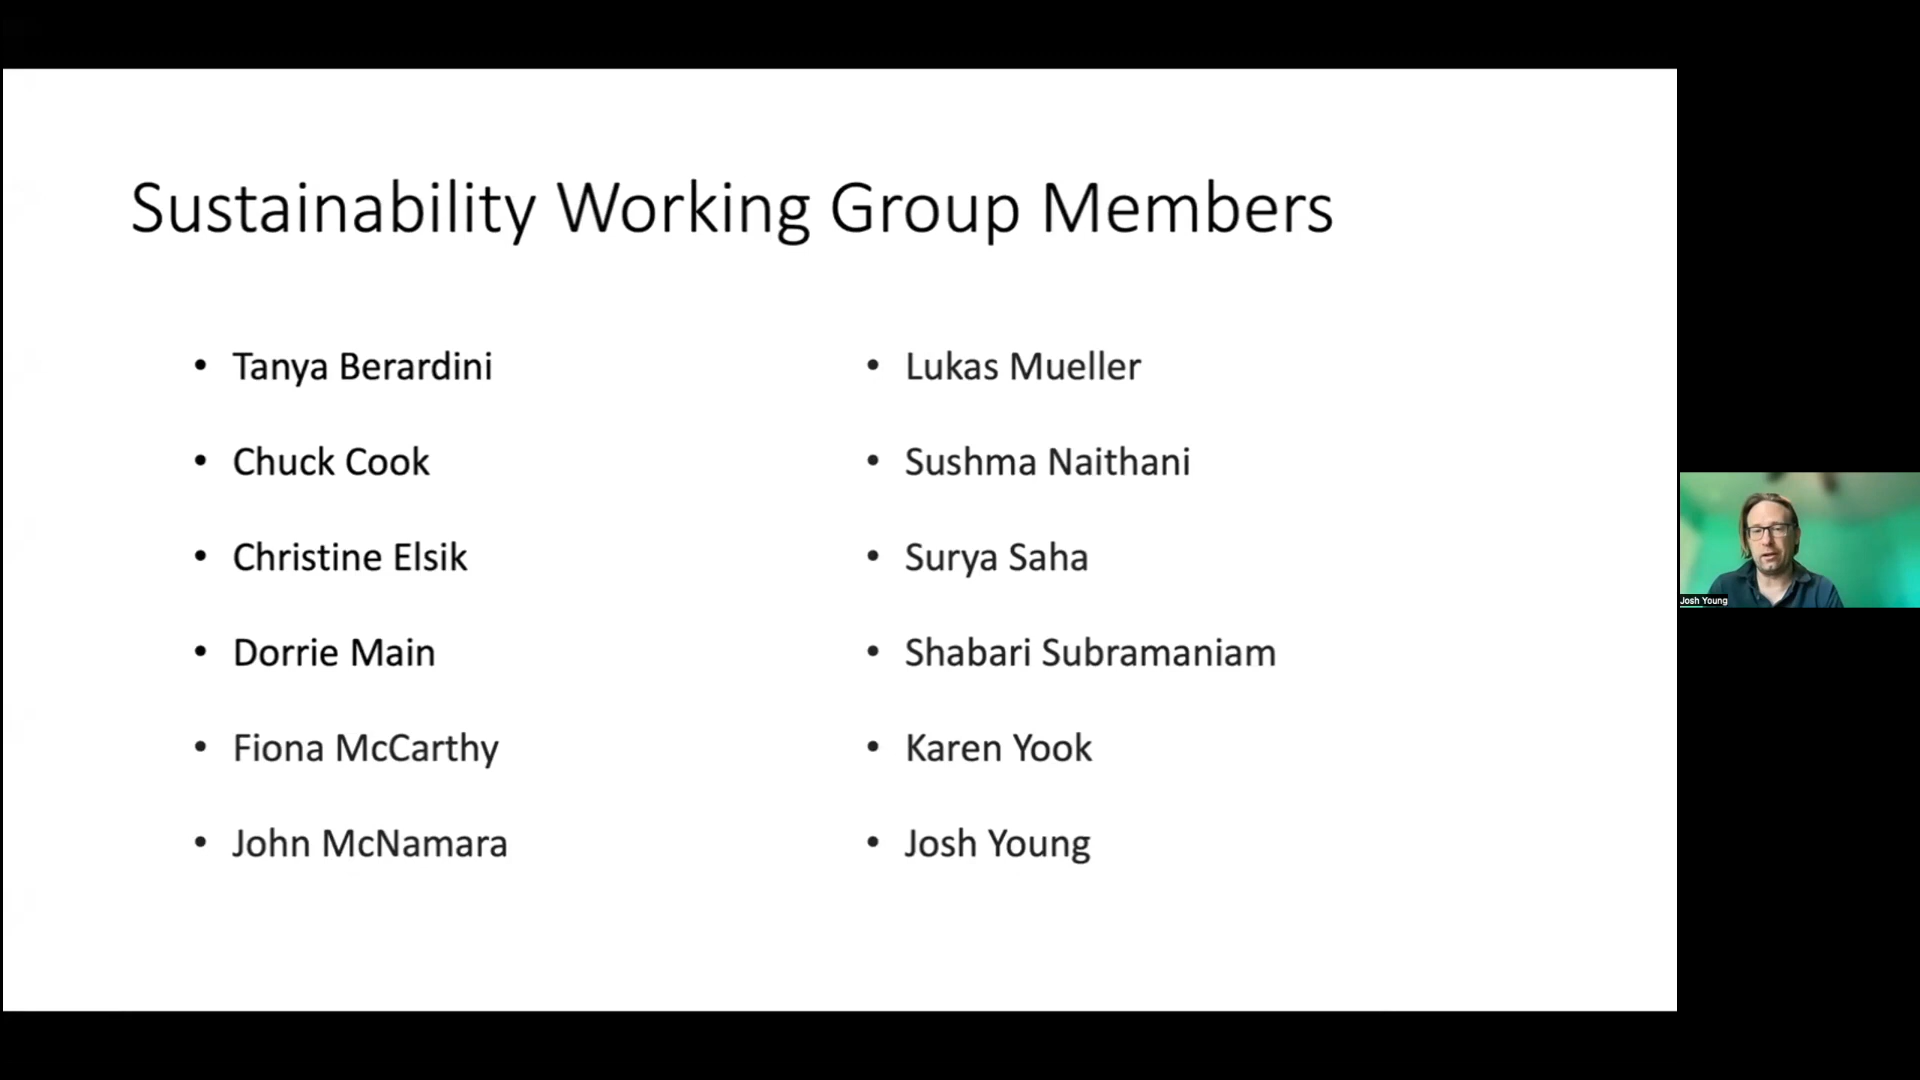 Sustainability Working Group Members
• Tanya Berardini
• Chuck Cook
• Christine Elsik
• Dorrie Main
• Fiona McCarthy
• John McNamara
• Lukas Mueller
• Sushma Naithani
• Surya Saha
• Shabari Subramaniam
• Karen Yook
• Josh Young
Josh Young